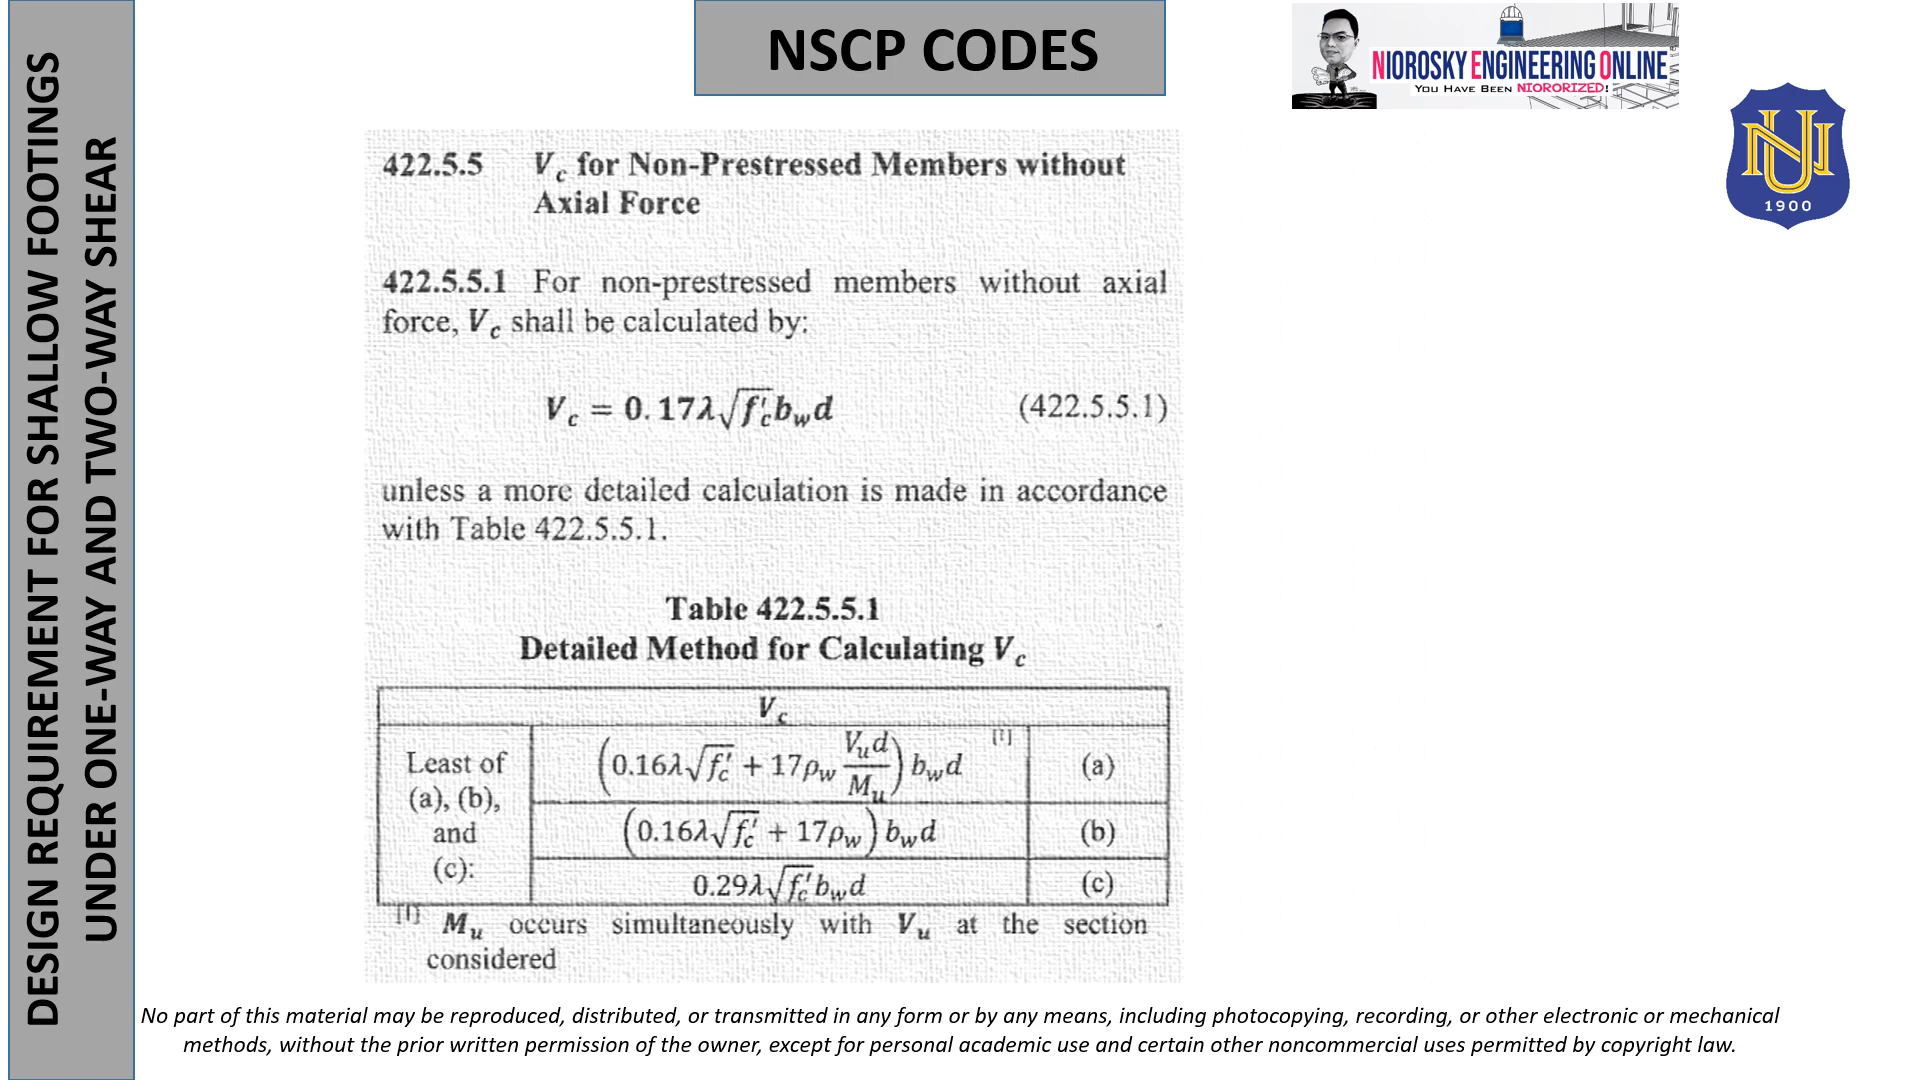 DESIGN REQUIREMENT FOR SHALLOW FOOTINGS
UNDER ONE-WAY AND TWO-WAY SHEAR
NSCP CODES
NIOROSKY ENGINEERING ONLINE
YOU HAVE BEEN NIORORIZED!
NU
1900
422.5.5 V_c for Non-Prestressed Members without
Axial Force
422.5.5.1 For non-prestressed members without axial
force, V_c shall be calculated by:
V_c = 0.17λ√f'_c b_w d (422.5.5.1)
unless a more detailed calculation is made in accordance
with Table 422.5.5.1.
Table 422.5.5.1
Detailed Method for Calculating V_c
V_c
Least of
(a), (b),
and
(c):
(0.16λ√f'_c + 17ρ_w V_u d / M_u) b_w d [1] (a)
(0.16λ√f'_c + 17ρ_w) b_w d (b)
0.29λ√f'_c b_w d (c)
[1] M_u occurs simultaneously with V_u at the section
considered
No part of this material may be reproduced, distributed, or transmitted in any form or by any means, including photocopying, recording, or other electronic or mechanical
methods, without the prior written permission of the owner, except for personal academic use and certain other noncommercial uses permitted by copyright law.